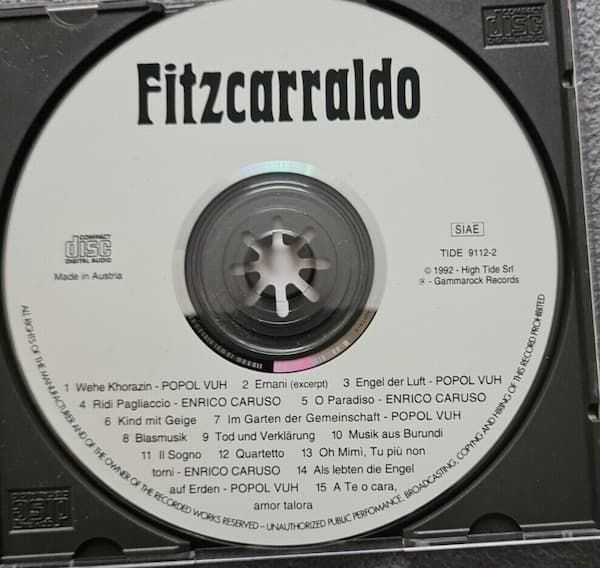 Fitzcarraldo
COMPACT
disc
DIGITAL AUDIO
Made in Austria
SIAE
TIDE 9112-2
© 1992 - High Tide Srl
℗ - Gammarock Records
1 Wehe Khorazin - POPOL VUH 2 Ernani (excerpt) 3 Engel der Luft - POPOL VUH
4 Ridi Pagliaccio - ENRICO CARUSO 5 O Paradiso - ENRICO CARUSO
6 Kind mit Geige 7 Im Garten der Gemeinschaft - POPOL VUH
8 Blasmusik 9 Tod und Verklärung 10 Musik aus Burundi
11 Il Sogno 12 Quartetto 13 Oh Mimì, Tu più non
torni - ENRICO CARUSO 14 Als lebten die Engel
auf Erden - POPOL VUH 15 A Te o cara,
amor talora
ALL RIGHTS OF THE MANUFACTURER AND OF THE OWNER OF THE RECORDED WORKS RESERVED – UNAUTHORIZED PUBLIC PERFOMANCE, BROADCASTING, COPYING AND HIRING OF THIS RECORD PROHIBITED
COMPACT
disc
DIGITAL AUDIO